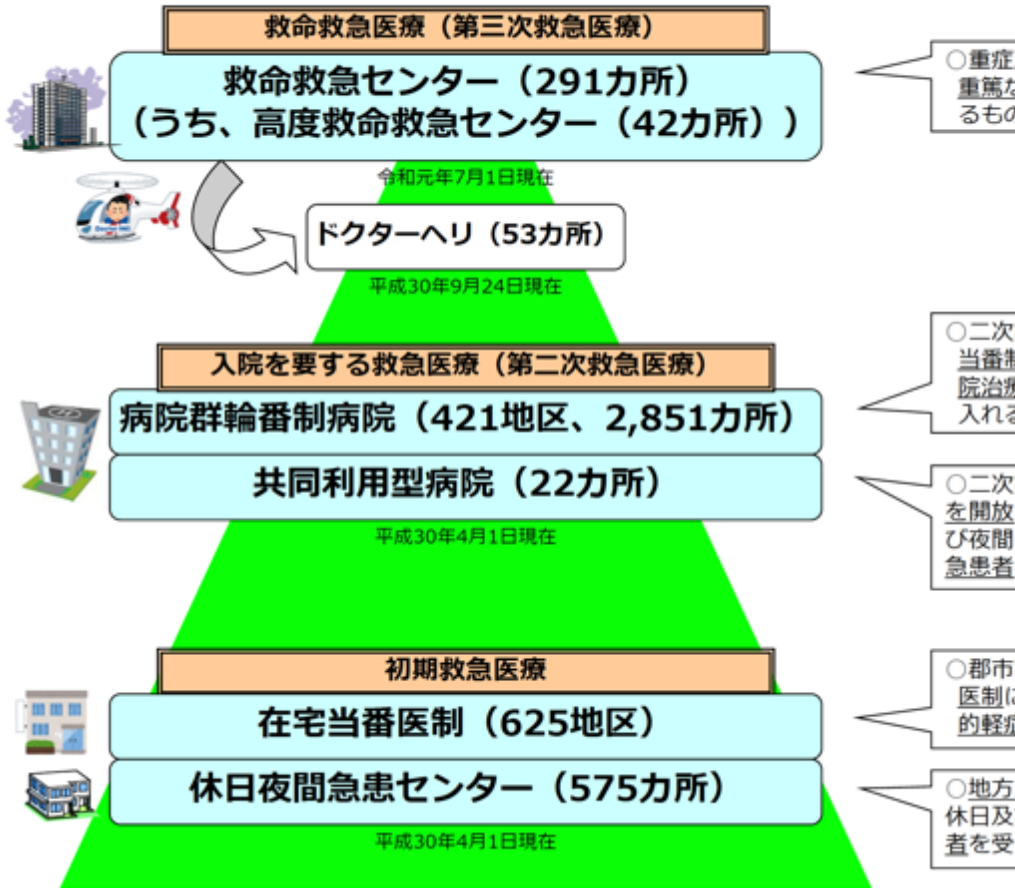 救命救急医療（第三次救急医療）
救命救急センター（291カ所）
（うち、高度救命救急センター（42カ所））
令和元年7月1日現在
ドクターヘリ（53カ所）
平成30年9月24日現在
○重症
重篤な
るもの
入院を要する救急医療（第二次救急医療）
病院群輪番制病院（421地区、2,851カ所）
共同利用型病院（22カ所）
平成30年4月1日現在
○二次
当番制
院治療
入れる
○二次
を開放
び夜間
急患者
初期救急医療
在宅当番医制（625地区）
休日夜間急患センター（575カ所）
平成30年4月1日現在
○郡市
医制に
的軽症
○地方
休日及
者を受